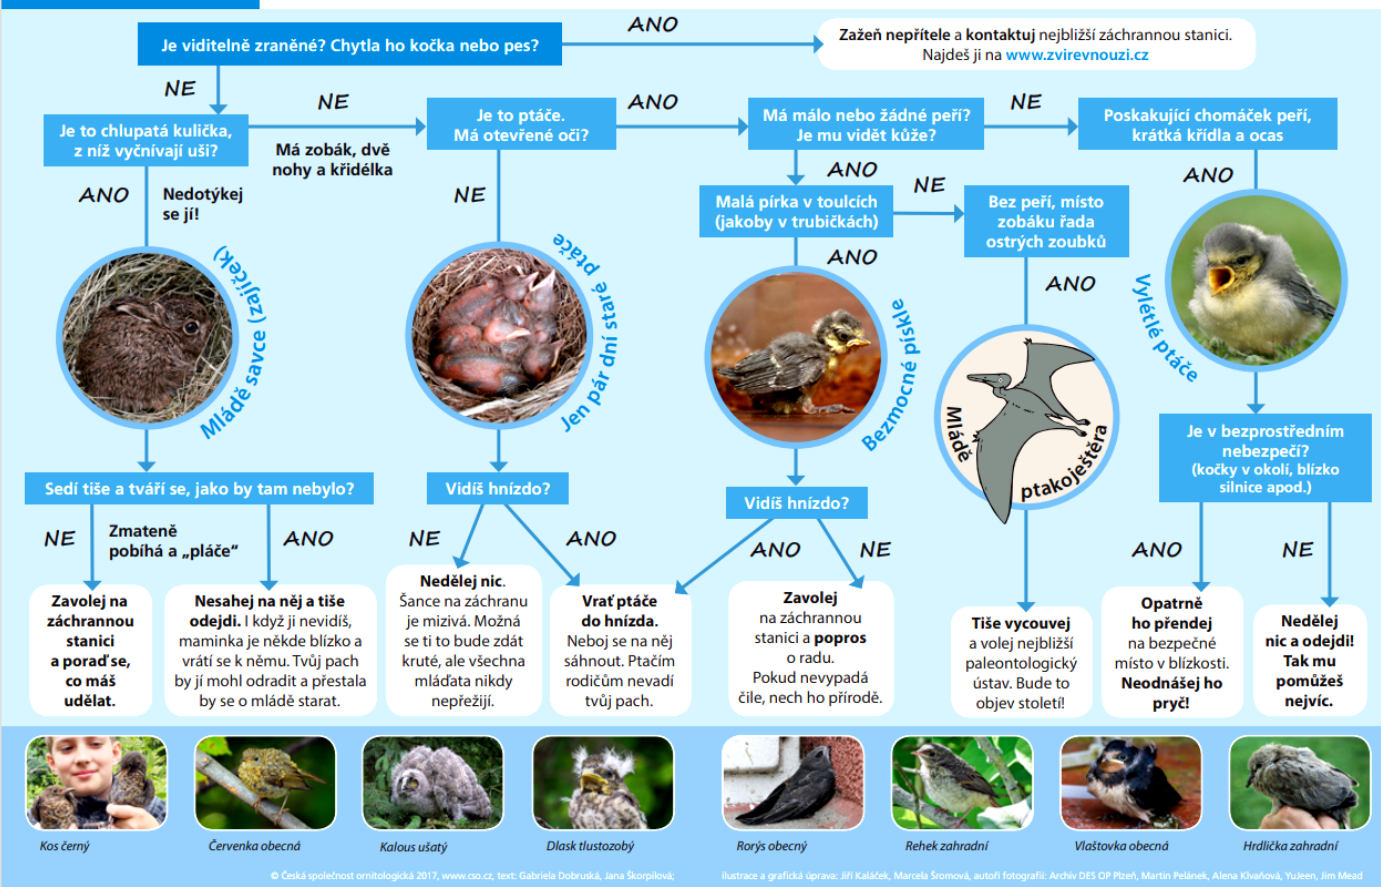 Je viditelně zraněné? Chytla ho kočka nebo pes?
ANO
Zažeň nepřítele a kontaktuj nejbližší záchrannou stanici.
Najdeš ji na www.zvirevnouzi.cz
NE
Je to chlupatá kulička,
z níž vyčnívají uši?
NE
Má zobák, dvě
nohy a křidélka
Je to ptáče.
Má otevřené oči?
ANO
Má málo nebo žádné peří?
Je mu vidět kůže?
NE
Poskakující chomáček peří,
krátká křídla a ocas
ANO
Nedotýkej
se jí!
NE
ANO
Malá pírka v toulcích
(jakoby v trubičkách)
NE
Bez peří, místo
zobáku řada
ostrých zoubků
ANO
ANO
ANO
Mládě savce (zajíček)
Jen pár dní staré ptáče
Bezmocné pískle
Mládě
ptakoještěra
Vylétlé ptáče
Sedí tiše a tváří se, jako by tam nebylo?
Vidíš hnízdo?
Vidíš hnízdo?
Je v bezprostředním
nebezpečí?
(kočky v okolí, blízko
silnice apod.)
NE
Zmateně
pobíhá a „pláče“
ANO
NE
ANO
ANO
NE
ANO
NE
Zavolej na
záchrannou
stanici
a poraď se,
co máš
udělat.
Nesahej na něj a tiše
odejdi. I když ji nevidíš,
maminka je někde blízko a
vrátí se k němu. Tvůj pach
by jí mohl odradit a přestala
by se o mládě starat.
Nedělej nic.
Šance na záchranu
je mizivá. Možná
se ti to bude zdát
kruté, ale všechna
mláďata nikdy
nepřežijí.
Vrať ptáče
do hnízda.
Neboj se na něj
sáhnout. Ptačím
rodičům nevadí
tvůj pach.
Zavolej
na záchrannou
stanici a popros
o radu.
Pokud nevypadá
čile, nech ho přírodě.
Tiše vycouvej
a volej nejbližší
paleontologický
ústav. Bude to
objev století!
Opatrně
ho přendej
na bezpečné
místo v blízkosti.
Neodnášej ho
pryč!
Nedělej
nic a odejdi!
Tak mu
pomůžeš
nejvíc.
Kos černý
Červenka obecná
Kalous ušatý
Dlask tlustozobý
Rorýs obecný
Rehek zahradní
Vlaštovka obecná
Hrdlička zahradní
© Česká společnost ornitologická 2017, www.cso.cz, text: Gabriela Dobruská, Jana Škorpilová;
ilustrace a grafická úprava: Jiří Kaláček, Marcela Šromová, autoři fotografií: Archiv DES OP Plzeň, Martin Pelánek, Alena Klvaňová, YuJeen, Jim Mead